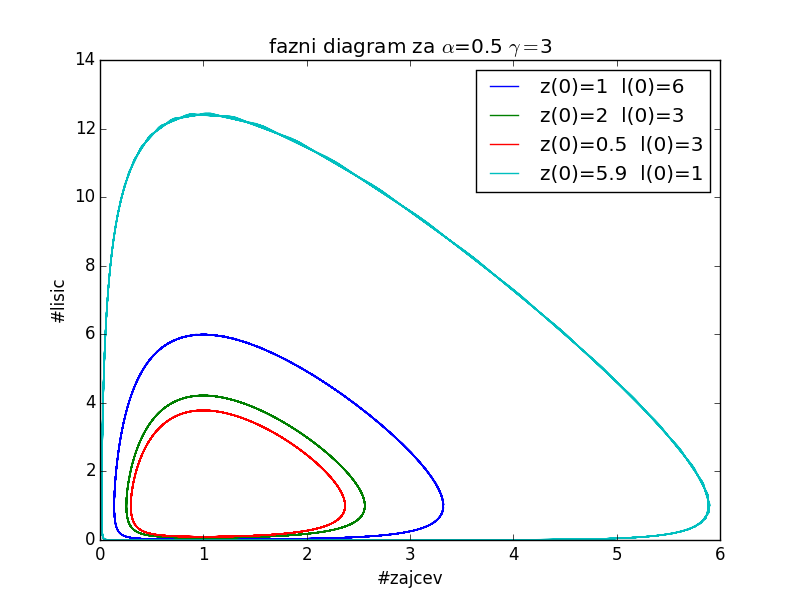 fazni diagram za α=0.5 γ=3
14
12
10
8
6
4
2
0
#lisic
z(0)=1 l(0)=6
z(0)=2 l(0)=3
z(0)=0.5 l(0)=3
z(0)=5.9 l(0)=1
0 1 2 3 4 5 6
#zajcev